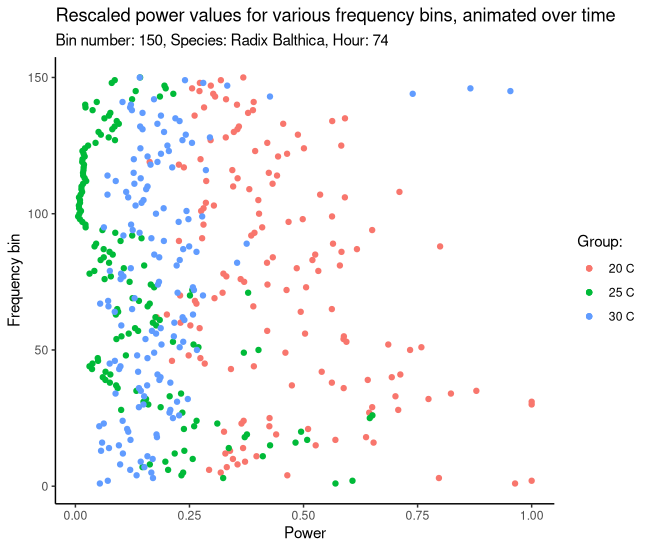 Rescaled power values for various frequency bins, animated over time
Bin number: 150, Species: Radix Balthica, Hour: 74
150
100
50
0
Frequency bin
0.00 0.25 0.50 0.75 1.00
Power
Group:
20 C
25 C
30 C